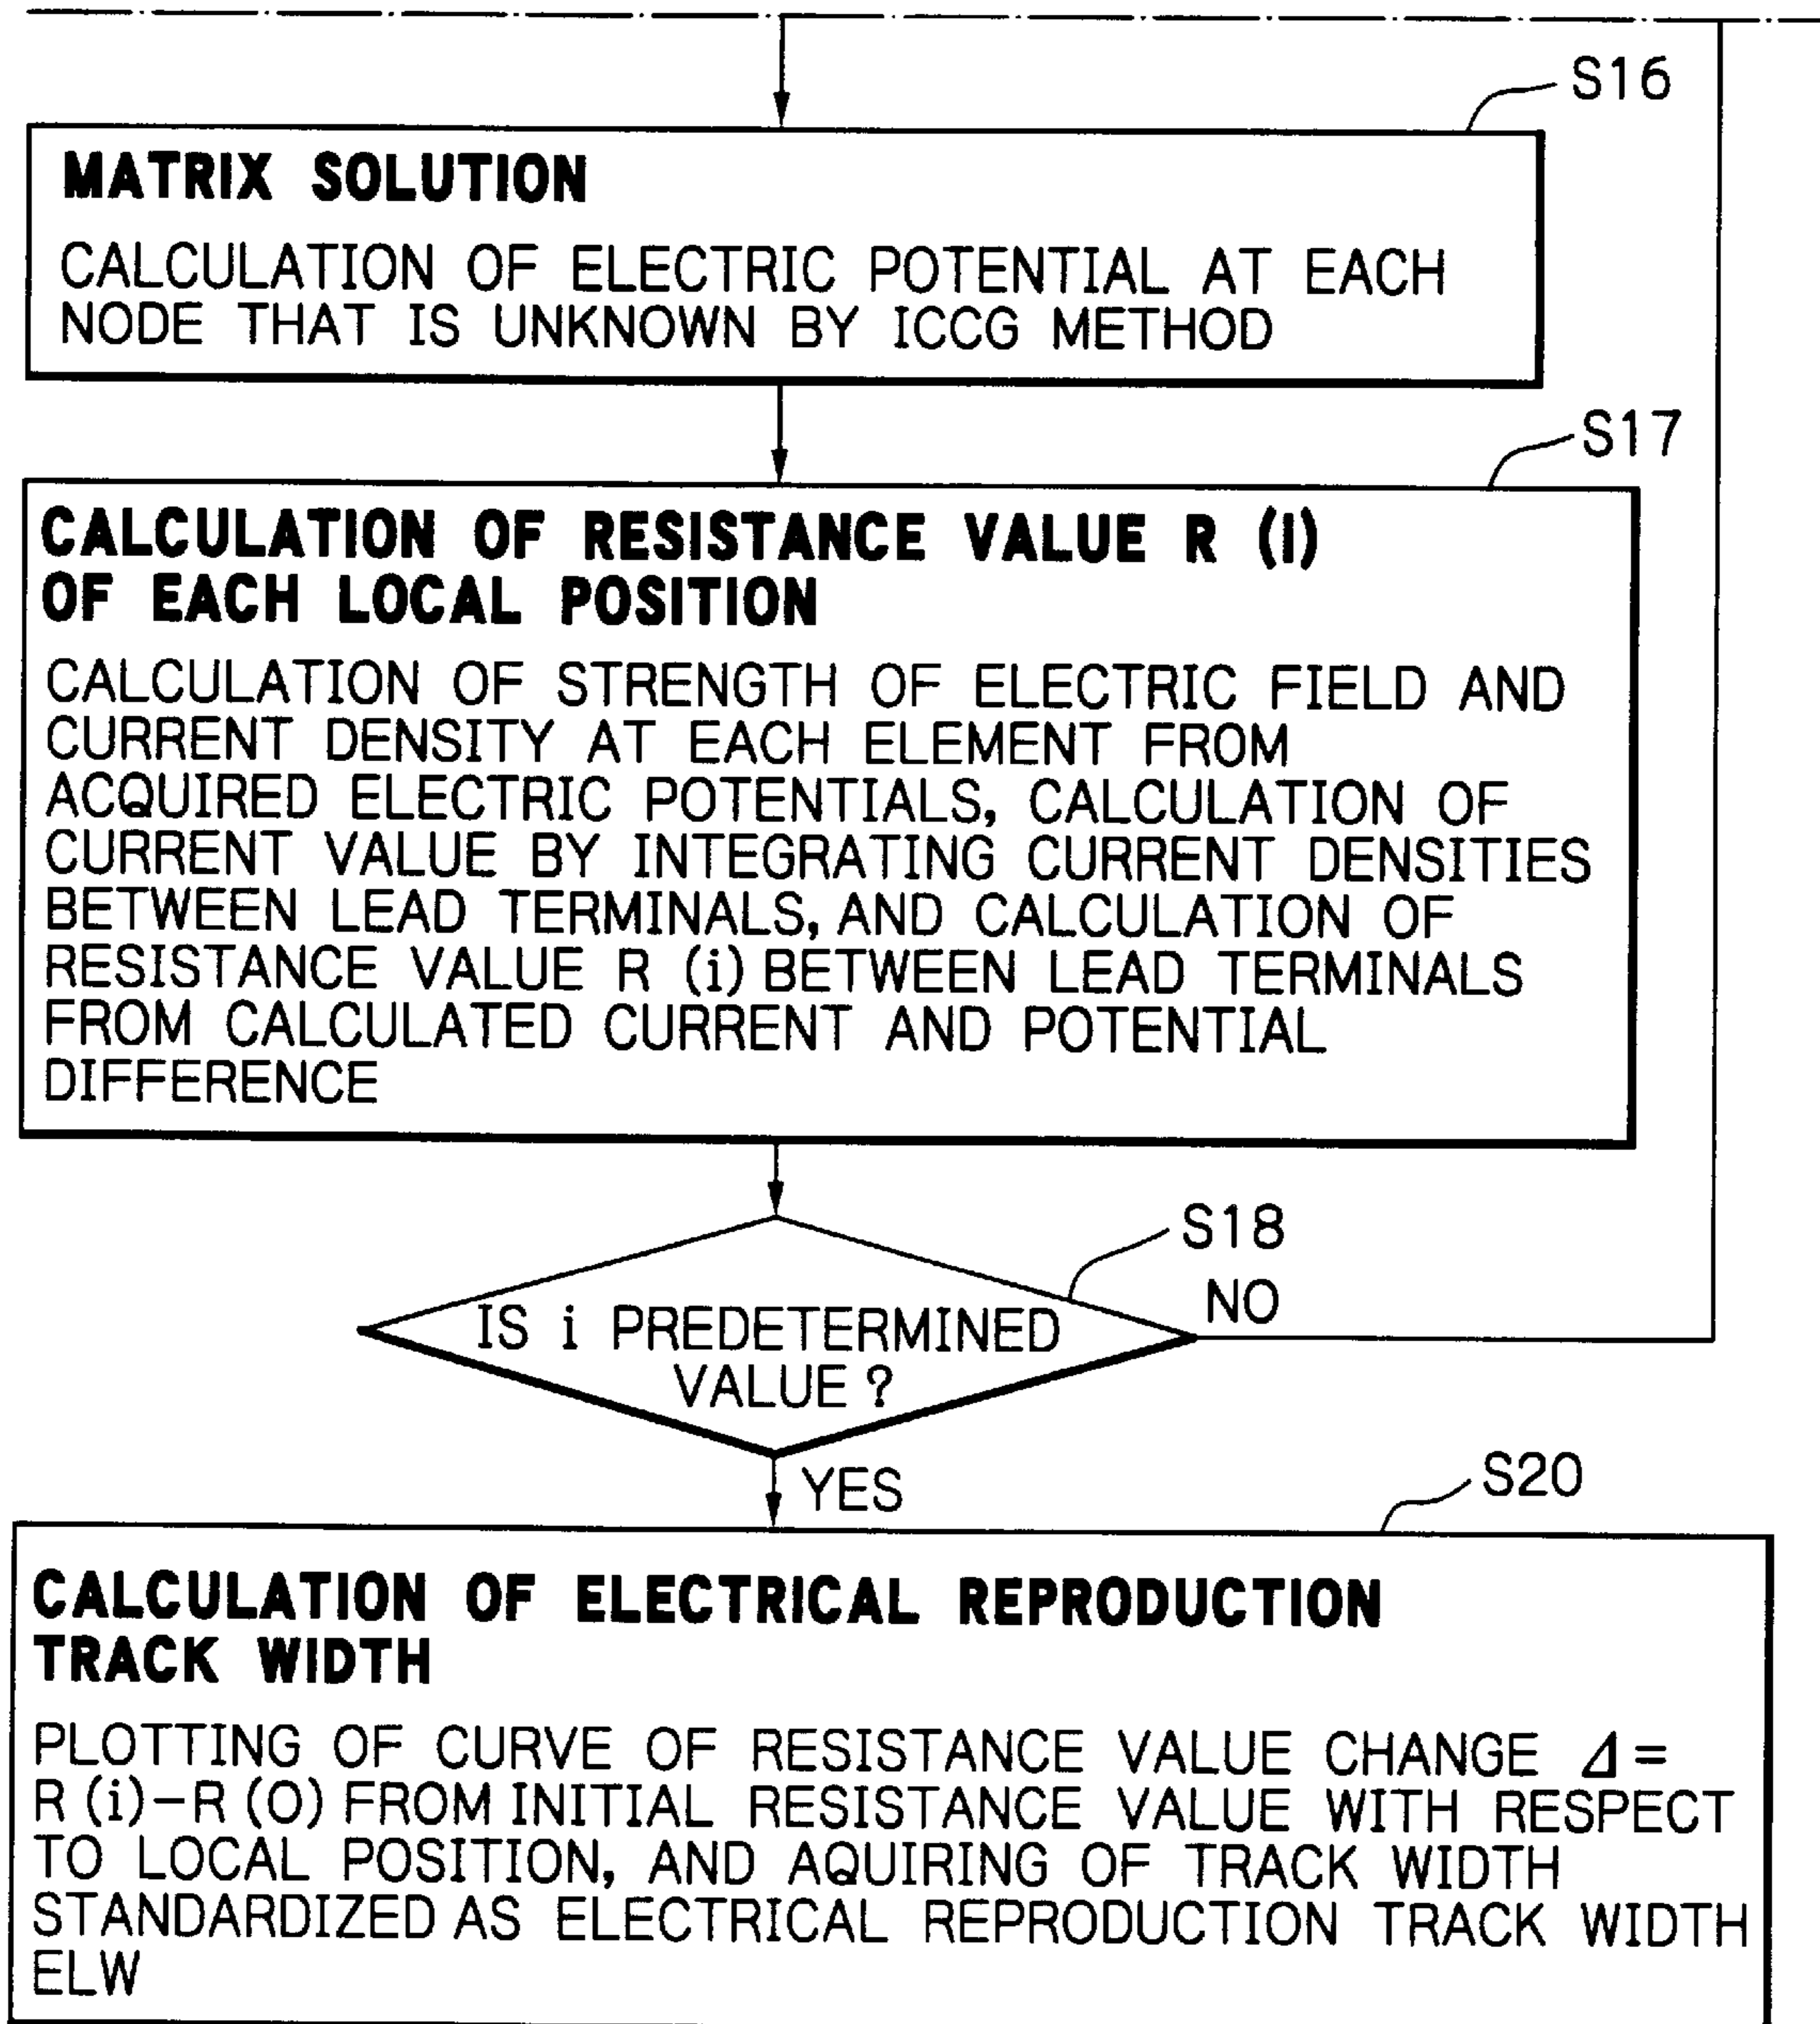 S16
MATRIX SOLUTION
CALCULATION OF ELECTRIC POTENTIAL AT EACH
NODE THAT IS UNKNOWN BY ICCG METHOD
S17
CALCULATION OF RESISTANCE VALUE R (I)
OF EACH LOCAL POSITION
CALCULATION OF STRENGTH OF ELECTRIC FIELD AND
CURRENT DENSITY AT EACH ELEMENT FROM
ACQUIRED ELECTRIC POTENTIALS, CALCULATION OF
CURRENT VALUE BY INTEGRATING CURRENT DENSITIES
BETWEEN LEAD TERMINALS, AND CALCULATION OF
RESISTANCE VALUE R (i) BETWEEN LEAD TERMINALS
FROM CALCULATED CURRENT AND POTENTIAL
DIFFERENCE
S18
NO
IS i PREDETERMINED
VALUE ?
YES
S20
CALCULATION OF ELECTRICAL REPRODUCTION
TRACK WIDTH
PLOTTING OF CURVE OF RESISTANCE VALUE CHANGE Δ =
R (i)-R (O) FROM INITIAL RESISTANCE VALUE WITH RESPECT
TO LOCAL POSITION, AND AQUIRING OF TRACK WIDTH
STANDARDIZED AS ELECTRICAL REPRODUCTION TRACK WIDTH
ELW